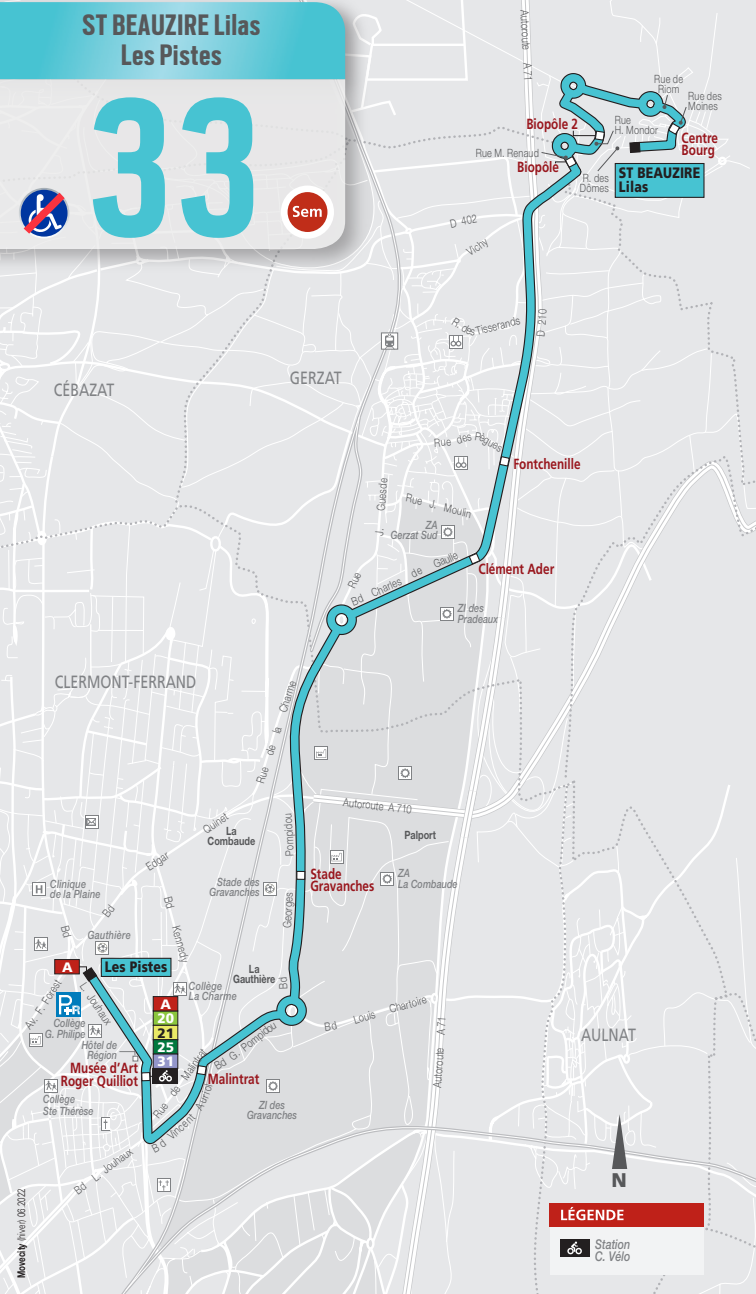 ST BEAUZIRE Lilas
Les Pistes
33
Sem
Autoroute A 71
Rue de
Riom
Rue des
Moines
Biopôle 2
Rue
H. Mondor
Centre
Bourg
Rue M. Renaud
Biopôle
R. des
Dômes
ST BEAUZIRE
Lilas
D 402
Vichy
D 210
R. des Tisserands
GERZAT
CÉBAZAT
Rue des Pègues
Fontchenille
Rue J. Moulin
Rue J. Guesde
ZA
Gerzat Sud
Clément Ader
Bd Charles de Gaulle
ZI des
Pradeaux
CLERMONT-FERRAND
Rue de la Charme
Autoroute A 710
Quinet
La
Combaude
Palport
Bd Georges Pompidou
Bd Edgar
Stade
Gravanches
ZA
La Combaude
Stade des
Gravanches
H
Clinique
de la Plaine
Bd
Bd Kennedy
Gauthière
La
Gauthière
A
Les Pistes
Collège
La Charme
P+R
Av. F. Forest
L. Jouhaux
A
20
21
25
31
Collège
G. Philipe
Hôtel de
Région
Bd G. Pompidou
Bd Louis Chartoire
Autoroute A 71
AULNAT
Musée d'Art
Roger Quilliot
Malintrat
Rue de Malintrat
Collège
Ste Thérèse
ZI des
Gravanches
Bd Vincent Auriol
Bd L. Jouhaux
N
LÉGENDE
Station
C. Vélo
Movecity (hiver) 06.2022